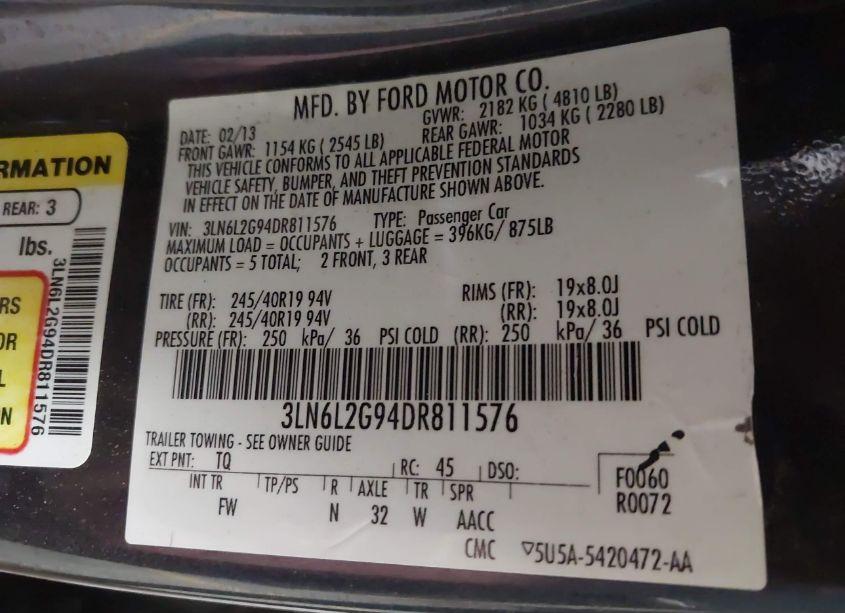 RMATION
REAR: 3
lbs.
RS
OR
L
N
3LN6L2G94DR811576
MFD. BY FORD MOTOR CO.
DATE: 02/13 GVWR: 2182 KG ( 4810 LB)
FRONT GAWR: 1154 KG ( 2545 LB) REAR GAWR: 1034 KG ( 2280 LB)
THIS VEHICLE CONFORMS TO ALL APPLICABLE FEDERAL MOTOR
VEHICLE SAFETY, BUMPER, AND THEFT PREVENTION STANDARDS
IN EFFECT ON THE DATE OF MANUFACTURE SHOWN ABOVE.
VIN: 3LN6L2G94DR811576 TYPE: Passenger Car
MAXIMUM LOAD = OCCUPANTS + LUGGAGE = 396KG/ 875LB
OCCUPANTS = 5 TOTAL; 2 FRONT, 3 REAR
TIRE (FR): 245/40R19 94V RIMS (FR): 19x8.0J
(RR): 245/40R19 94V (RR): 19x8.0J
PRESSURE (FR): 250 kPa/ 36 PSI COLD (RR): 250 kPa/ 36 PSI COLD
3LN6L2G94DR811576
TRAILER TOWING - SEE OWNER GUIDE
EXT PNT: TQ RC: 45 DSO: F0060
INT TR TP/PS R AXLE TR SPR R0072
FW N 32 W AACC
CMC ▽5U5A-5420472-AA